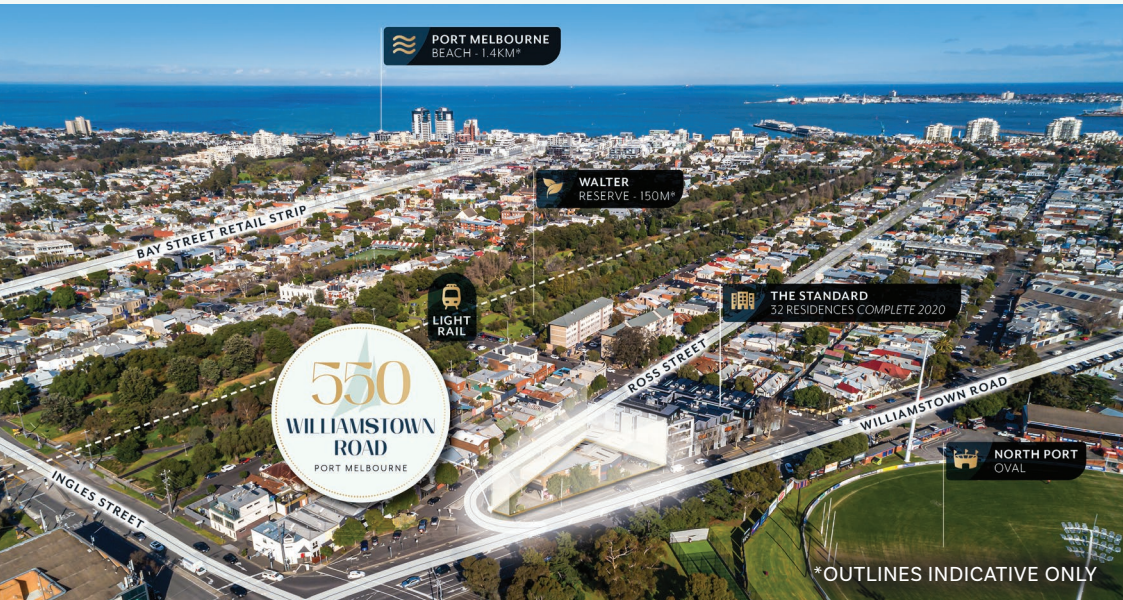 PORT MELBOURNE
BEACH - 1.4KM*
WALTER
RESERVE - 150M*
BAY STREET RETAIL STRIP
LIGHT
RAIL
THE STANDARD
32 RESIDENCES COMPLETE 2020
ROSS STREET
550
WILLIAMSTOWN
ROAD
PORT MELBOURNE
WILLIAMSTOWN ROAD
NORTH PORT
OVAL
INGLES STREET
*OUTLINES INDICATIVE ONLY